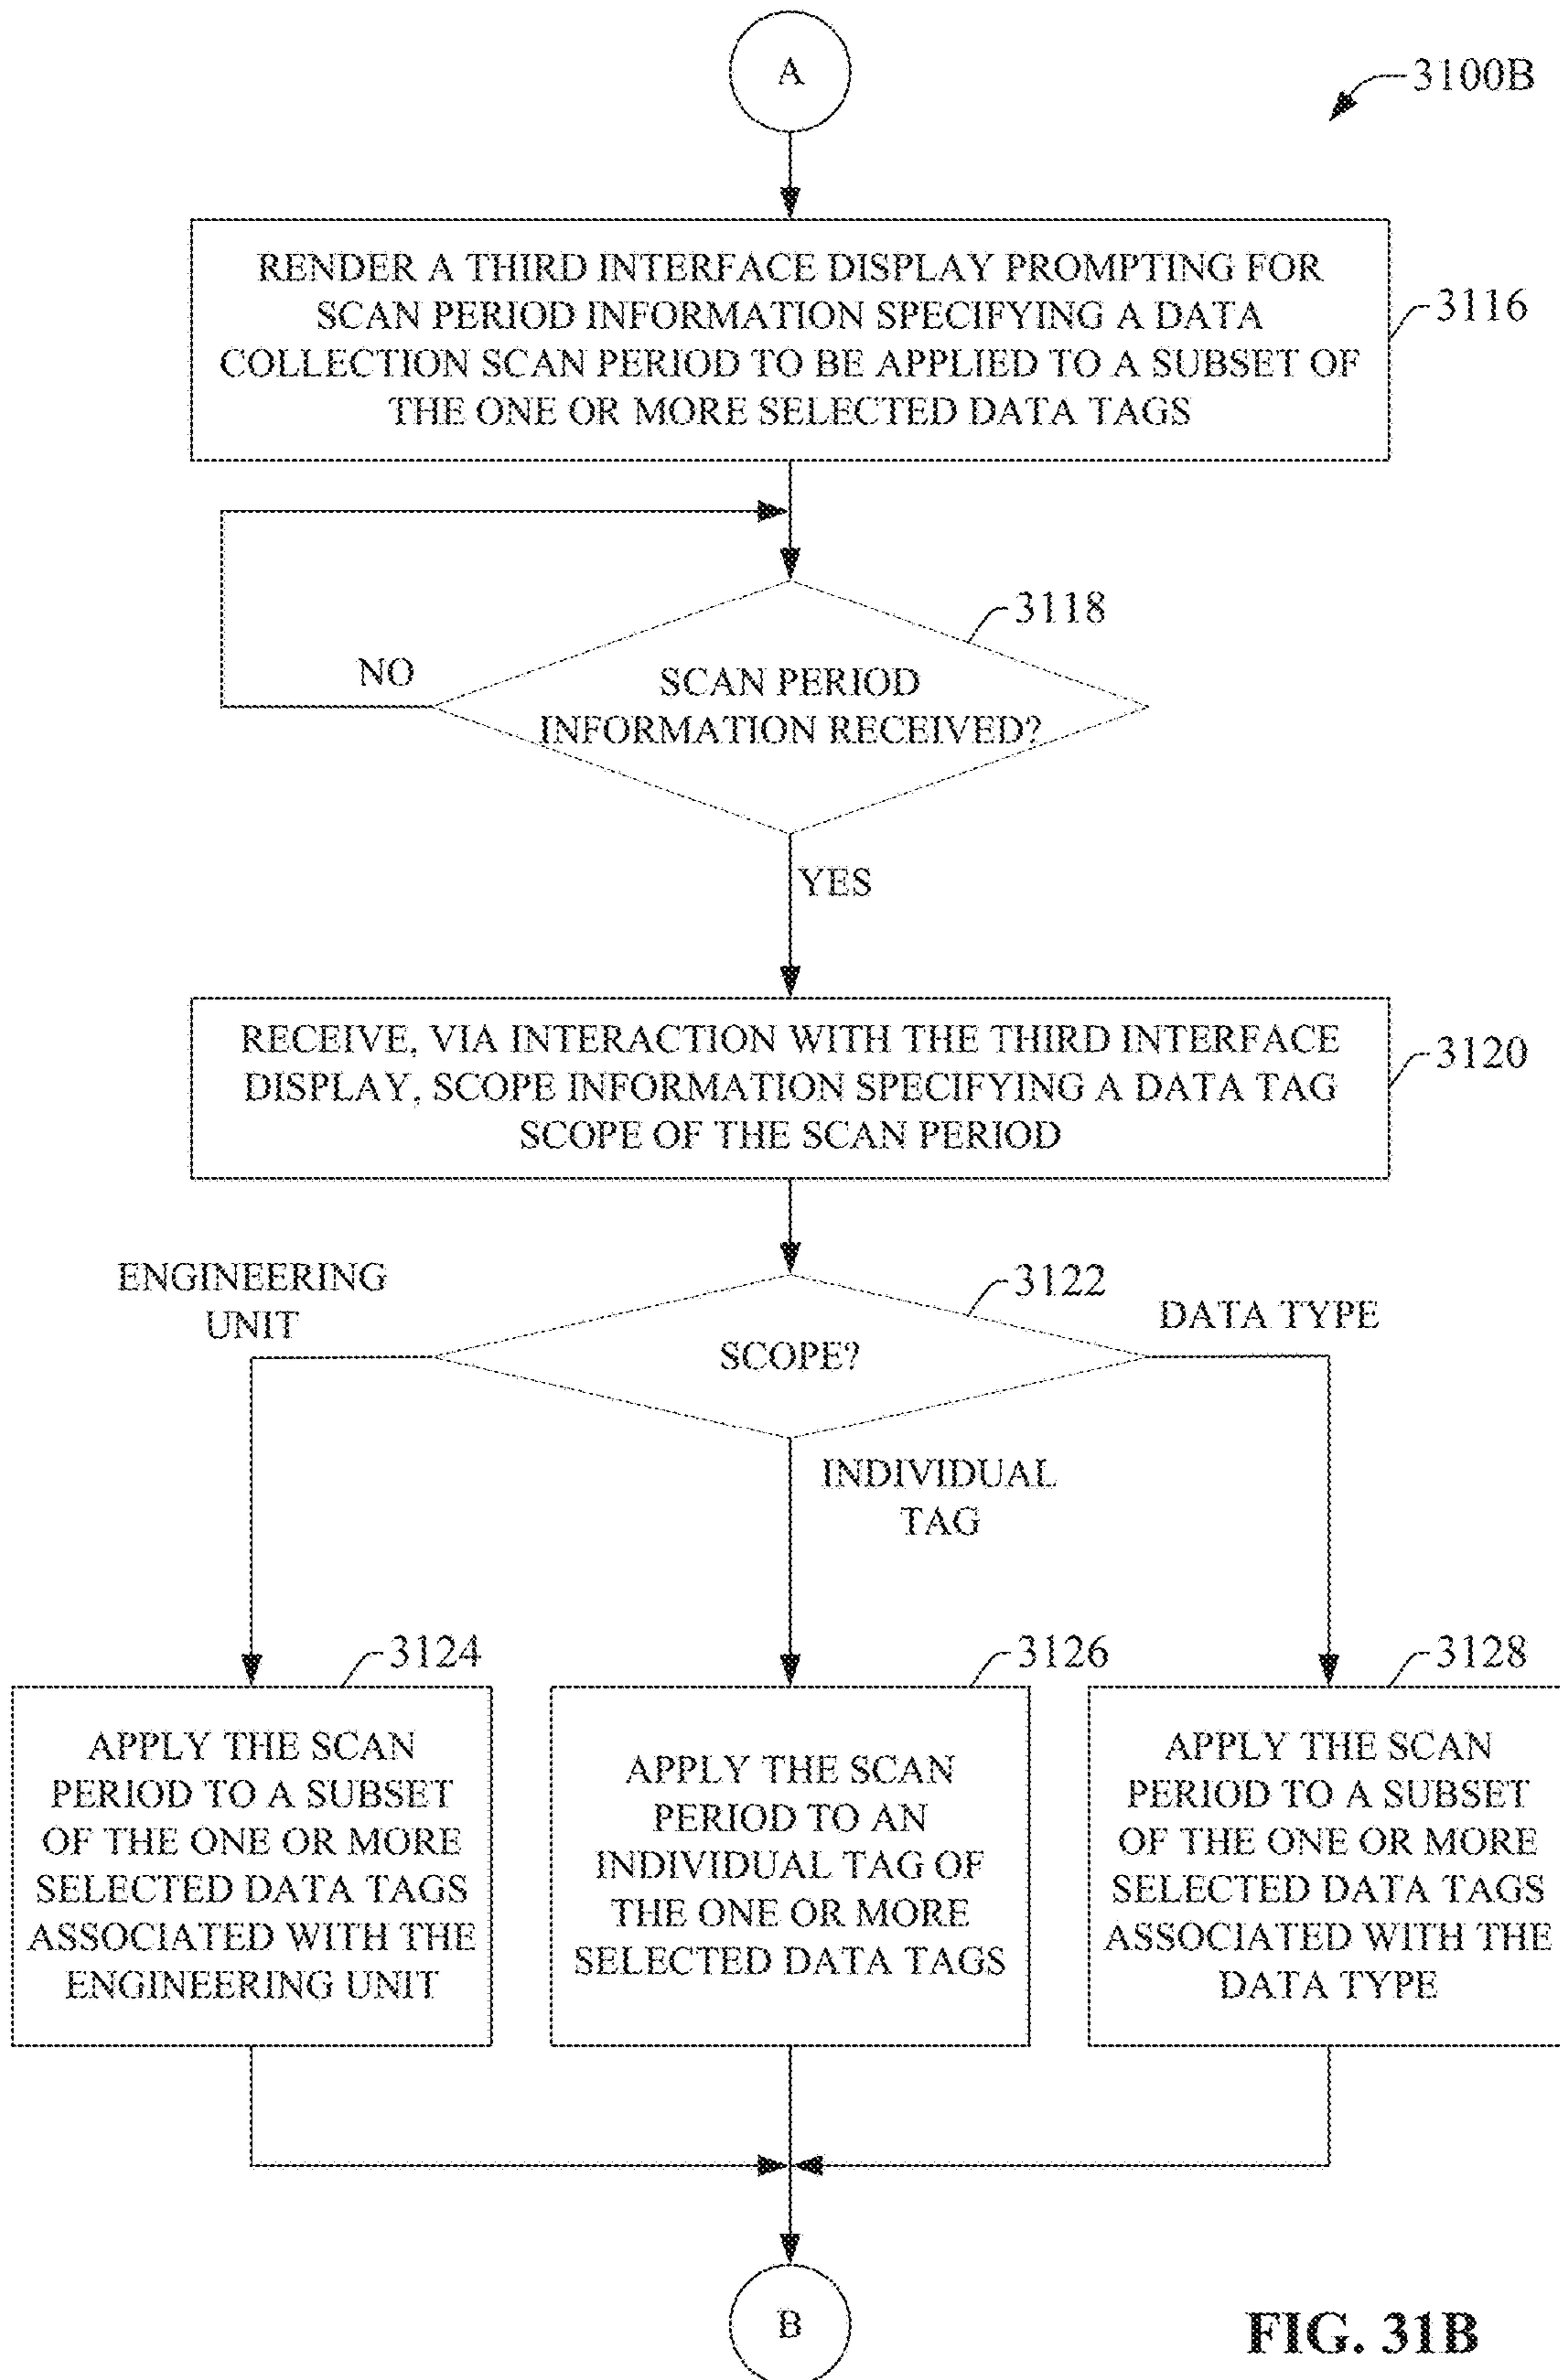 A
3100B
RENDER A THIRD INTERFACE DISPLAY PROMPTING FOR
SCAN PERIOD INFORMATION SPECIFYING A DATA
COLLECTION SCAN PERIOD TO BE APPLIED TO A SUBSET OF
THE ONE OR MORE SELECTED DATA TAGS
3116
3118
NO
SCAN PERIOD
INFORMATION RECEIVED?
YES
RECEIVE, VIA INTERACTION WITH THE THIRD INTERFACE
DISPLAY, SCOPE INFORMATION SPECIFYING A DATA TAG
SCOPE OF THE SCAN PERIOD
3120
ENGINEERING
UNIT
3122
DATA TYPE
SCOPE?
INDIVIDUAL
TAG
3124
APPLY THE SCAN
PERIOD TO A SUBSET
OF THE ONE OR MORE
SELECTED DATA TAGS
ASSOCIATED WITH THE
ENGINEERING UNIT
3126
APPLY THE SCAN
PERIOD TO AN
INDIVIDUAL TAG OF
THE ONE OR MORE
SELECTED DATA TAGS
3128
APPLY THE SCAN
PERIOD TO A SUBSET
OF THE ONE OR MORE
SELECTED DATA TAGS
ASSOCIATED WITH THE
DATA TYPE
B
FIG. 31B